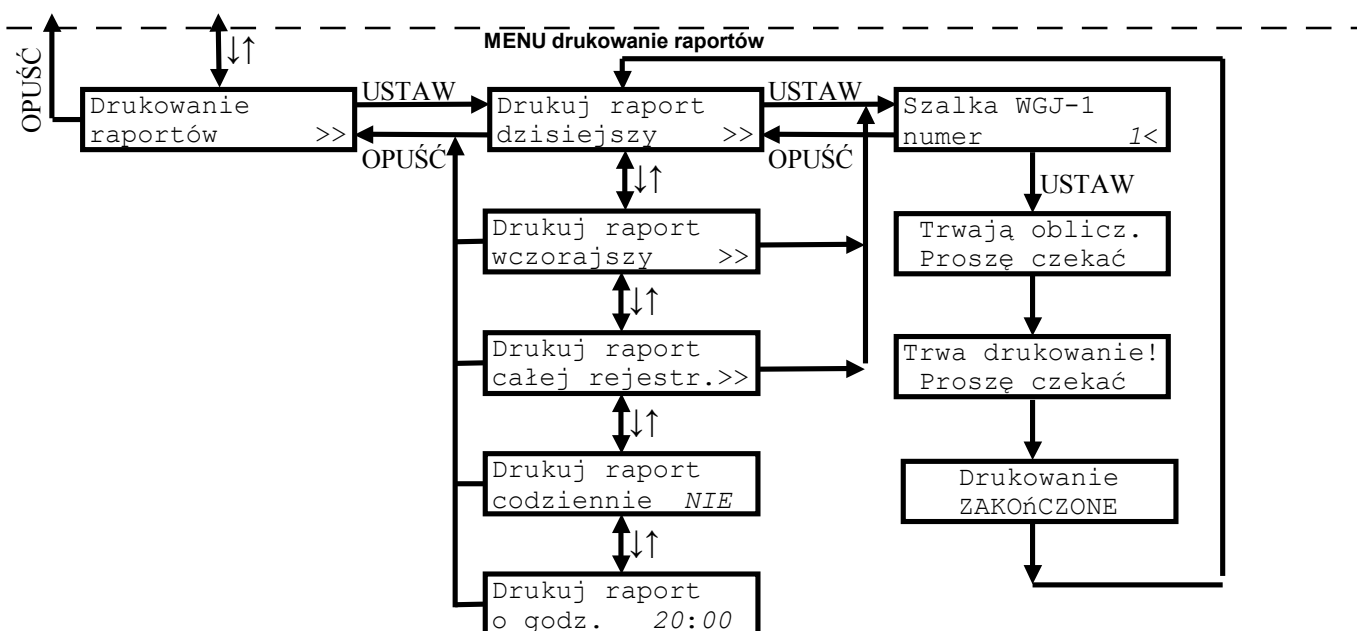 MENU drukowanie raportów
OPUŚĆ
↓↑
Drukowanie
raportów >>
USTAW
OPUŚĆ
Drukuj raport
dzisiejszy >>
USTAW
OPUŚĆ
Szalka WGJ-1
numer 1<
↓↑
USTAW
Drukuj raport
wczorajszy >>
Trwają oblicz.
Proszę czekać
↓↑
Drukuj raport
całej rejestr.>>
Trwa drukowanie!
Proszę czekać
↓↑
Drukuj raport
codziennie NIE
Drukowanie
ZAKOńCZONE
↓↑
Drukuj raport
o godz. 20:00